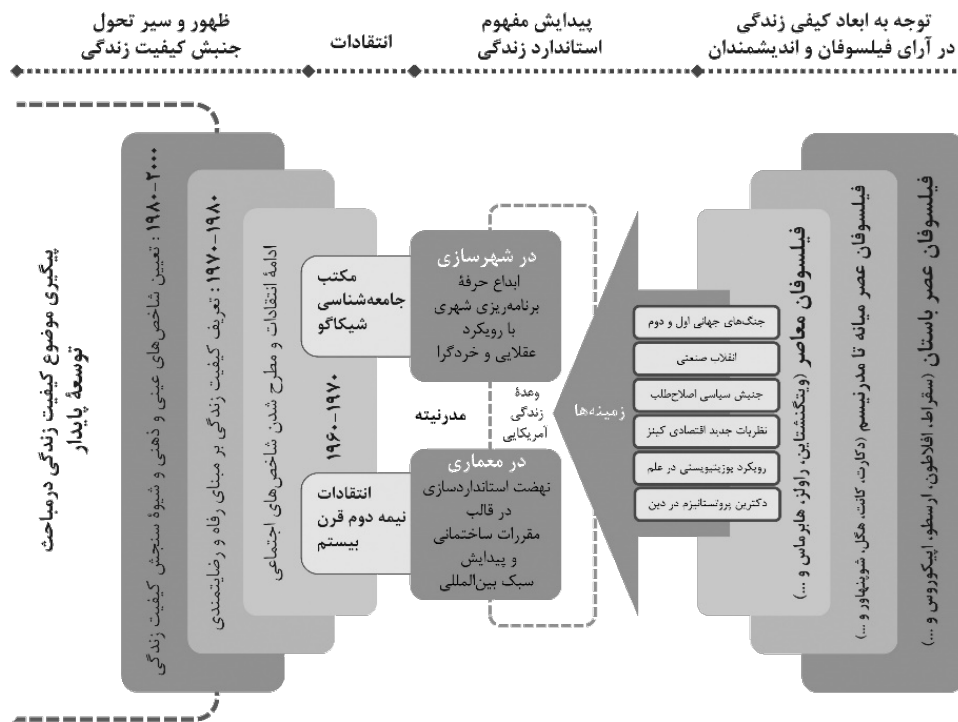 توجه به ابعاد کیفی زندگی
در آرای فیلسوفان و اندیشمندان
پیدایش مفهوم
استاندارد زندگی
انتقادات
ظهور و سیر تحول
جنبش کیفیت زندگی
فیلسوفان عصر باستان (سقراط، افلاطون، ارسطو، اپیکوروس و ...)
فیلسوفان عصر میانه تا مدرنیسم (دکارت، کانت، هگل، شوپنهاور و ...)
فیلسوفان معاصر (ویتگنشتاین، راولز، هابرماس و ...)
زمینه‌ها
جنگ‌های جهانی اول و دوم
انقلاب صنعتی
جنبش سیاسی اصلاح‌طلب
نظریات جدید اقتصادی کینز
رویکرد پوزیتیویستی در علم
دکترین پروتستانیزم در دین
در شهرسازی
ابداع حرفهٔ
برنامه‌ریزی شهری
با رویکرد
عقلایی و خردگرا
وعدهٔ
زندگی
آمریکایی
مدرنیته
در معماری
نهضت استانداردسازی
در قالب
مقررات ساختمانی
و پیدایش
سبک بین‌المللی
مکتب
جامعه‌شناسی
شیکاگو
انتقادات
نیمه دوم قرن
بیستم
۱۹۶۰-۱۹۷۰
ادامهٔ انتقادات و مطرح شدن شاخص‌های اجتماعی
۱۹۷۰-۱۹۸۰ : تعریف کیفیت زندگی بر مبنای رفاه و رضایتمندی
۱۹۸۰-۲۰۰۰ : تعیین شاخص‌های عینی و ذهنی و شیوهٔ سنجش کیفیت زندگی
پیگیری موضوع کیفیت زندگی درمباحث
توسعهٔ پایدار